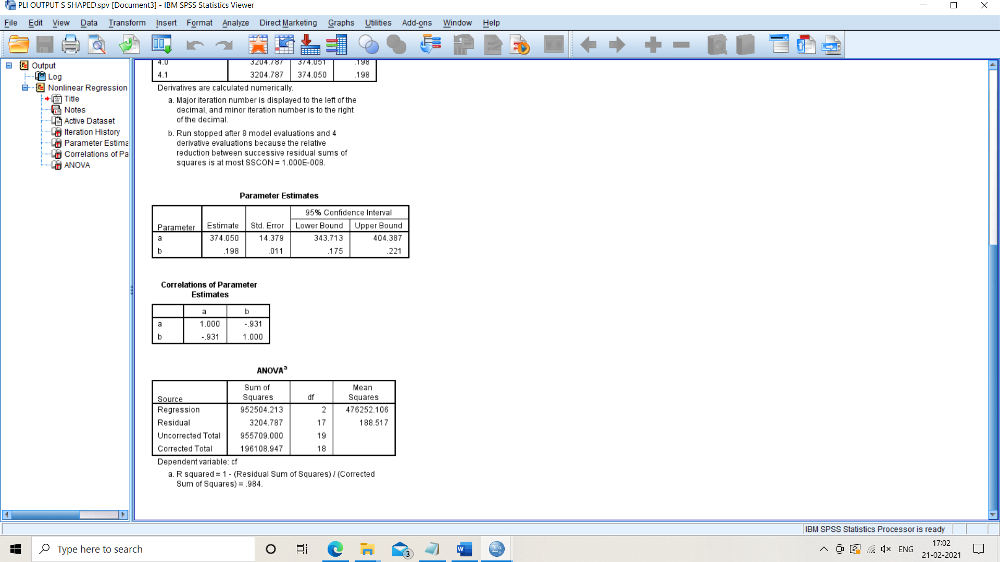 PLI OUTPUT S SHAPED.spv [Document3] - IBM SPSS Statistics Viewer
File Edit View Data Transform Insert Format Analyze Direct Marketing Graphs Utilities Add-ons Window Help
Output
Log
Nonlinear Regression
Title
Notes
Active Dataset
Iteration History
Parameter Estima
Correlations of Pa
ANOVA
4.0 3204.787 374.051 .198
4.1 3204.787 374.050 .198
Derivatives are calculated numerically.
a. Major iteration number is displayed to the left of the
decimal, and minor iteration number is to the right
of the decimal.
b. Run stopped after 8 model evaluations and 4
derivative evaluations because the relative
reduction between successive residual sums of
squares is at most SSCON = 1.000E-008.
Parameter Estimates
95% Confidence Interval
Parameter Estimate Std. Error Lower Bound Upper Bound
a 374.050 14.379 343.713 404.387
b .198 .011 .175 .221
Correlations of Parameter
Estimates
a b
a 1.000 -.931
b -.931 1.000
ANOVAa
Source Sum of Squares df Mean Squares
Regression 952504.213 2 476252.106
Residual 3204.787 17 188.517
Uncorrected Total 955709.000 19
Corrected Total 196108.947 18
Dependent variable: cf
a. R squared = 1 - (Residual Sum of Squares) / (Corrected
Sum of Squares) = .984.
IBM SPSS Statistics Processor is ready
Type here to search
3
W
Σα
ENG
17:02
21-02-2021